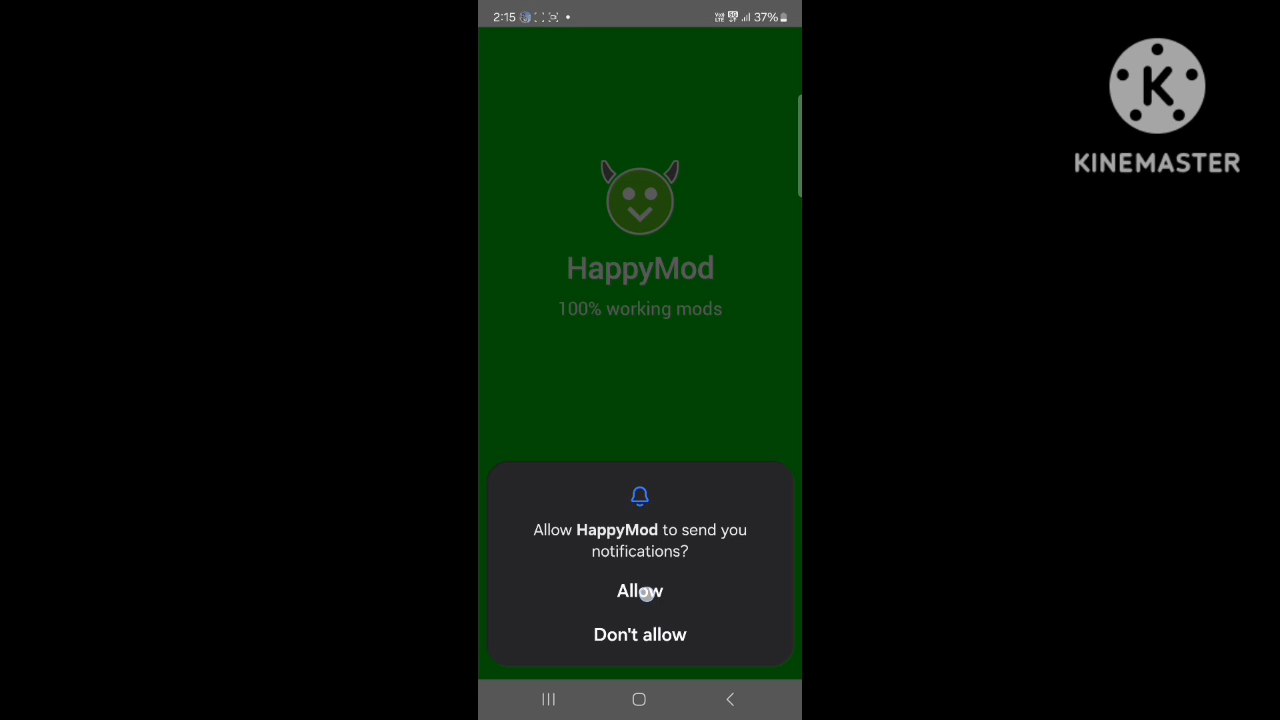 2:15
37%
K
KINEMASTER
HappyMod
100% working mods
Allow HappyMod to send you
notifications?
Allow
Don't allow